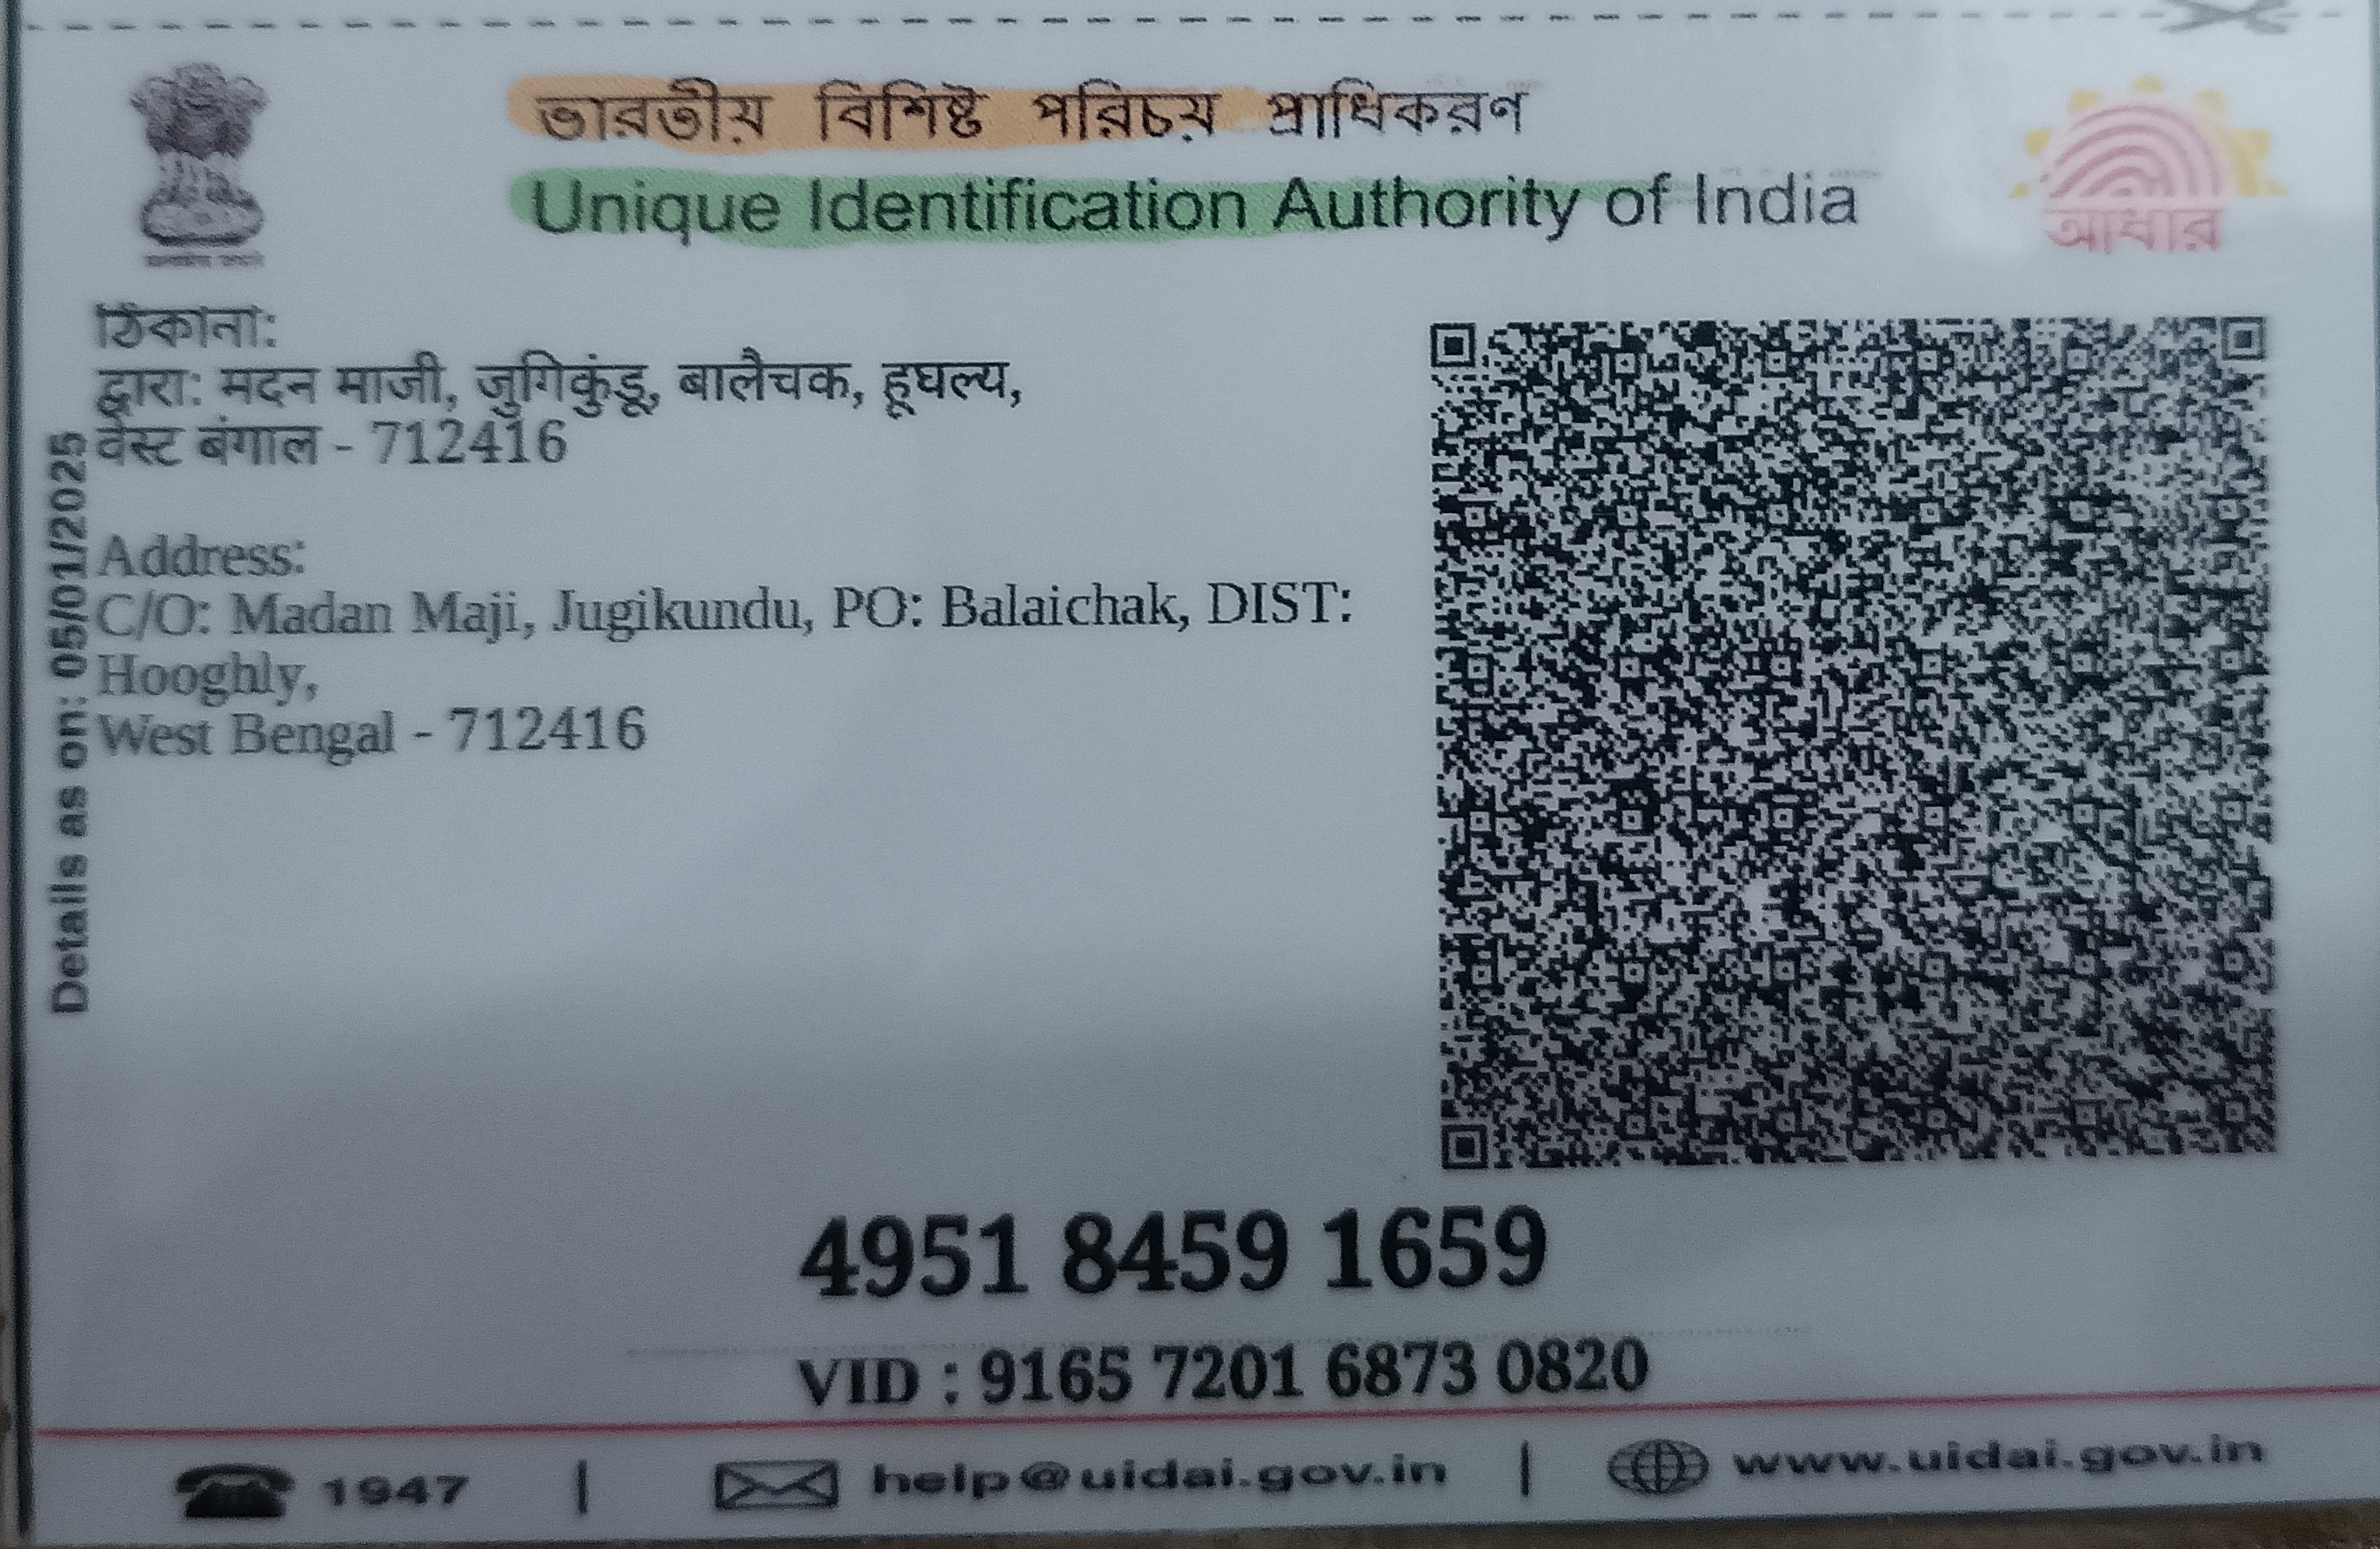 ভারতীয় বিশিষ্ট পরিচয় প্রাধিকরণ
Unique Identification Authority of India
আধার
ঠিকানা:
द्वारा: मदन माजी, जुगिकुंडू, बालैचक, हूघल्य,
वेस्ट बंगाल - 712416
Address:
C/O: Madan Maji, Jugikundu, PO: Balaichak, DIST:
Hooghly,
West Bengal - 712416
Details as on: 05/01/2025
4951 8459 1659
VID : 9165 7201 6873 0820
1947 | help@uidai.gov.in | www.uidai.gov.in